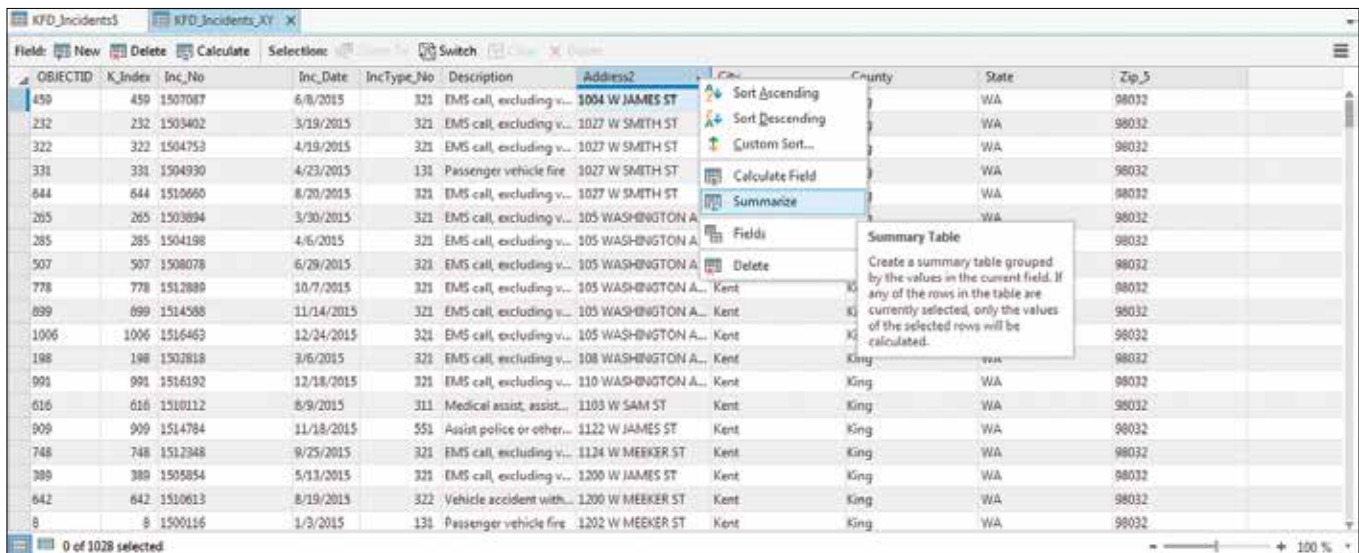 KFD_Incidents$ KFD_Incidents_XY
Field: New Delete Calculate Selection: Switch
OBJECTID K_Index Inc_No Inc_Date IncType_No Description Address2 City County State Zip_5
459 459 1507087 6/8/2015 321 EMS call, excluding v... 1004 W JAMES ST WA 98032
232 232 1503402 3/19/2015 321 EMS call, excluding v... 1027 W SMITH ST WA 98032
322 322 1504753 4/19/2015 321 EMS call, excluding v... 1027 W SMITH ST WA 98032
331 331 1504930 4/23/2015 131 Passenger vehicle fire 1027 W SMITH ST WA 98032
644 644 1510660 8/20/2015 321 EMS call, excluding v... 1027 W SMITH ST WA 98032
265 265 1503894 3/30/2015 321 EMS call, excluding v... 105 WASHINGTON A WA 98032
285 285 1504198 4/6/2015 321 EMS call, excluding v... 105 WASHINGTON A 98032
507 507 1508078 6/29/2015 321 EMS call, excluding v... 105 WASHINGTON A 98032
778 778 1512889 10/7/2015 321 EMS call, excluding v... 105 WASHINGTON A... Kent 98032
899 899 1514588 11/14/2015 321 EMS call, excluding v... 105 WASHINGTON A... Kent 98032
1006 1006 1516463 12/24/2015 321 EMS call, excluding v... 105 WASHINGTON A... Kent 98032
198 198 1502818 3/6/2015 321 EMS call, excluding v... 108 WASHINGTON A... Kent King WA 98032
991 991 1516192 12/18/2015 321 EMS call, excluding v... 110 WASHINGTON A... Kent King WA 98032
616 616 1510112 8/9/2015 311 Medical assist, assist... 1103 W SAM ST Kent King WA 98032
909 909 1514784 11/18/2015 551 Assist police or other... 1122 W JAMES ST Kent King WA 98032
748 748 1512348 9/25/2015 321 EMS call, excluding v... 1124 W MEEKER ST Kent King WA 98032
389 389 1505854 5/13/2015 321 EMS call, excluding v... 1200 W JAMES ST Kent King WA 98032
642 642 1510613 8/19/2015 322 Vehicle accident with... 1200 W MEEKER ST Kent King WA 98032
8 8 1500116 1/3/2015 131 Passenger vehicle fire 1202 W MEEKER ST Kent King WA 98032
Sort Ascending
Sort Descending
Custom Sort...
Calculate Field
Summarize
Fields
Delete
Summary Table
Create a summary table grouped
by the values in the current field. If
any of the rows in the table are
currently selected, only the values
of the selected rows will be
calculated.
0 of 1028 selected
100 %